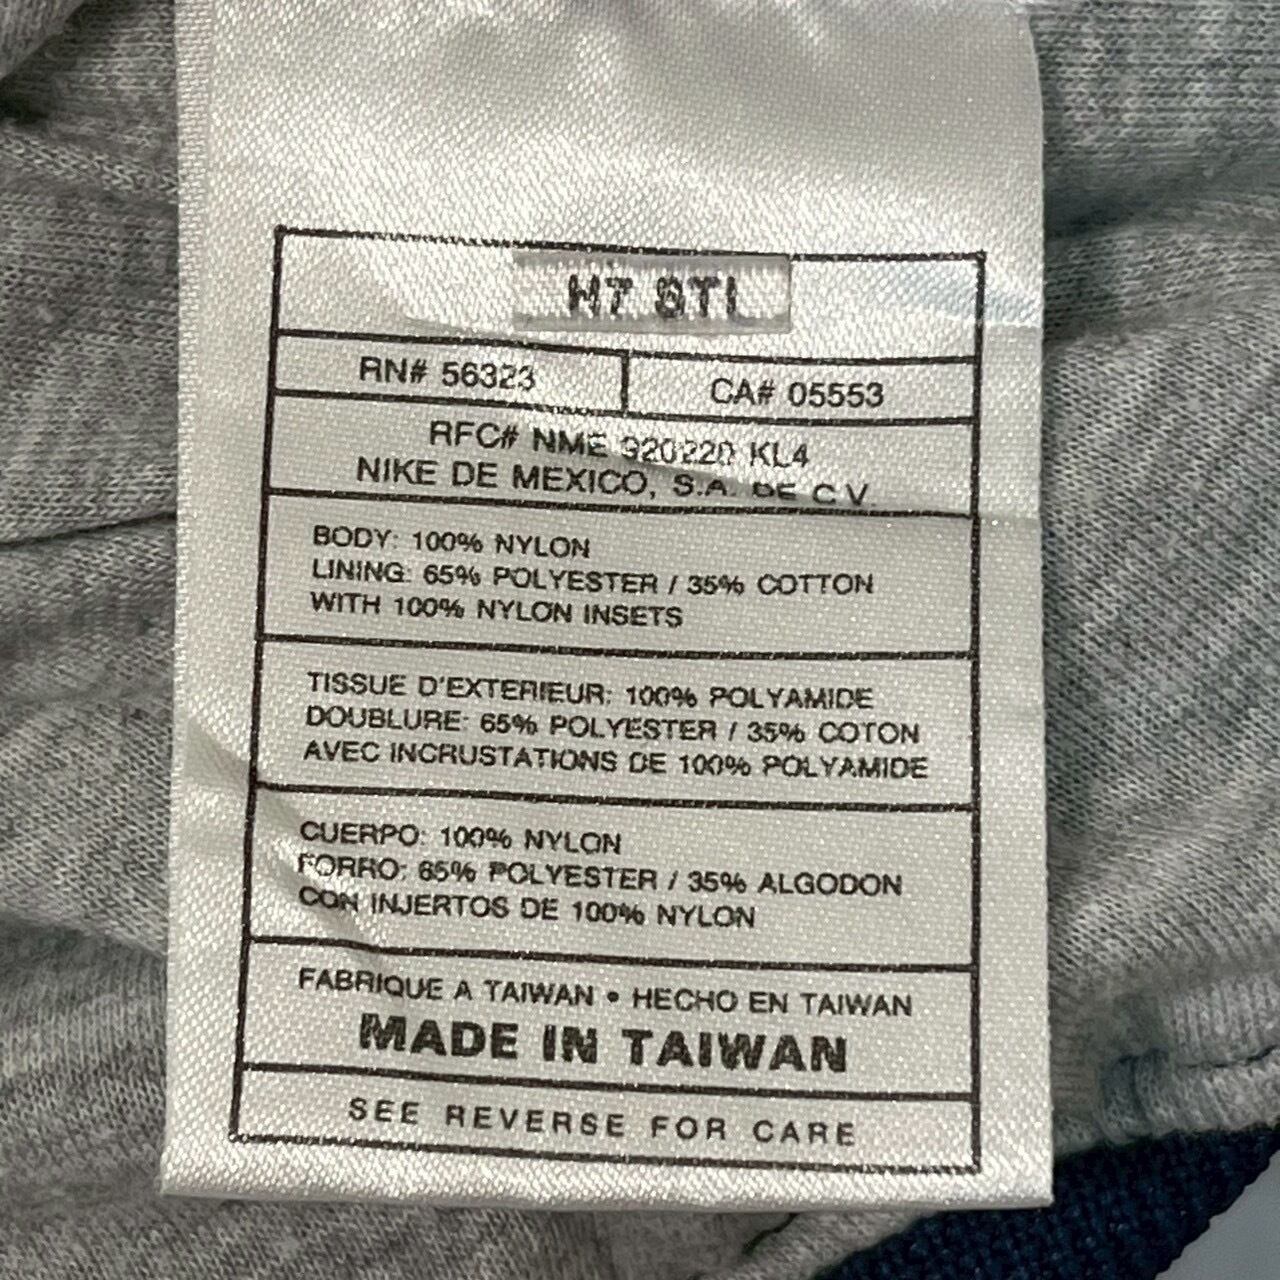 H7 STI
RN# 56323
CA# 05553
RFC# NME 920220 KL4
NIKE DE MEXICO, S.A. DE C.V.
BODY: 100% NYLON
LINING: 65% POLYESTER / 35% COTTON
WITH 100% NYLON INSETS
TISSUE D'EXTERIEUR: 100% POLYAMIDE
DOUBLURE: 65% POLYESTER / 35% COTON
AVEC INCRUSTATIONS DE 100% POLYAMIDE
CUERPO: 100% NYLON
FORRO: 65% POLYESTER / 35% ALGODON
CON INJERTOS DE 100% NYLON
FABRIQUE A TAIWAN • HECHO EN TAIWAN
MADE IN TAIWAN
SEE REVERSE FOR CARE